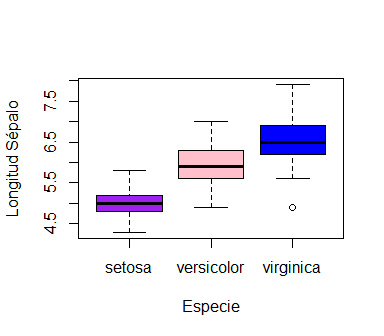 Longitud Sépalo
7.5
6.5
5.5
4.5
setosa versicolor virginica
Especie